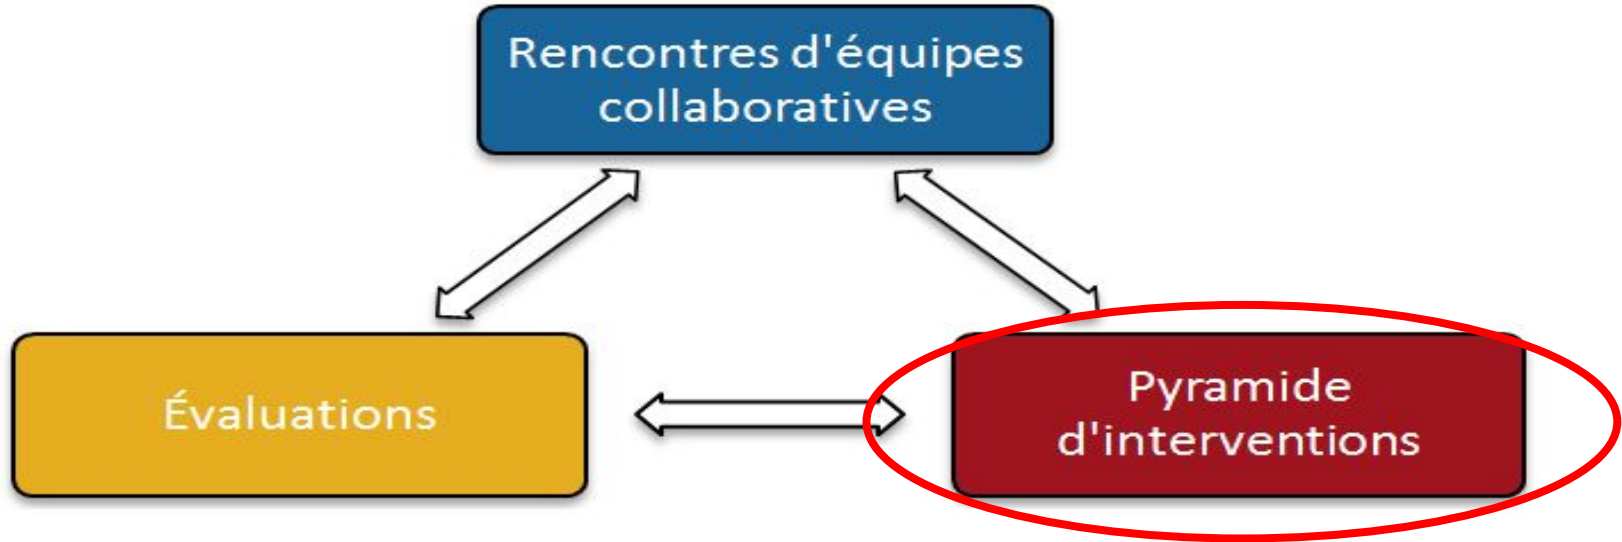 Rencontres d'équipes
collaboratives
Évaluations
Pyramide
d'interventions